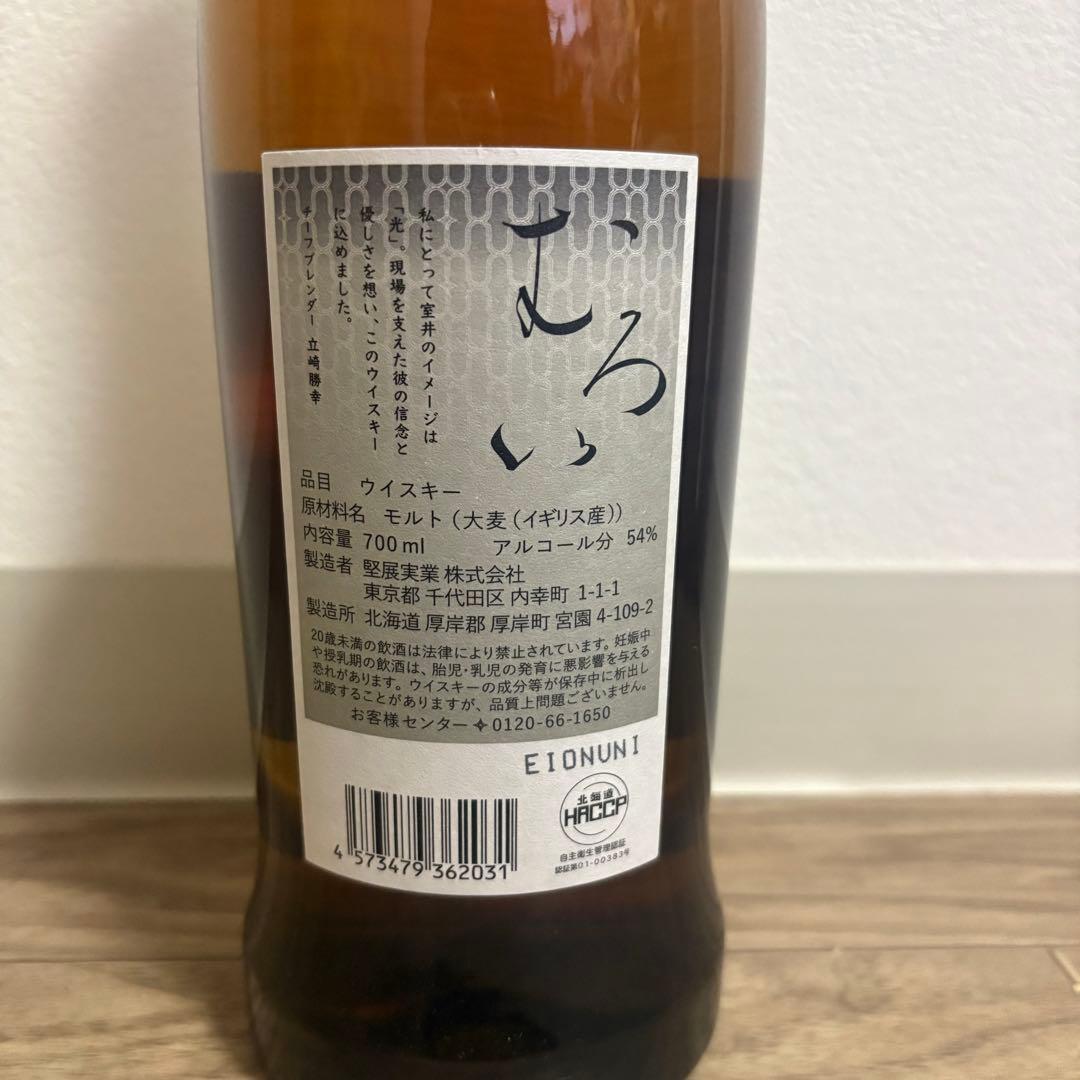 むろゐ
私にとって室井のイメージは
「光」。現場を支えた彼の信念と
優しさを想い、このウイスキー
に込めました。
チーフブレンダー 立崎勝幸
品目 ウイスキー
原材料名 モルト（大麦（イギリス産））
内容量 700ml アルコール分 54%
製造者 堅展実業 株式会社
東京都 千代田区 内幸町 1-1-1
製造所 北海道 厚岸郡 厚岸町 宮園 4-109-2
20歳未満の飲酒は法律により禁止されています。妊娠中
や授乳期の飲酒は、胎児・乳児の発育に悪影響を与える
恐れがあります。ウイスキーの成分等が保存中に析出し
沈殿することがありますが、品質上問題ございません。
お客様センター✦0120-66-1650
EIONUNI
北海道
HACCP
自主衛生管理認証
認証第01-00383号
4 573479 362031